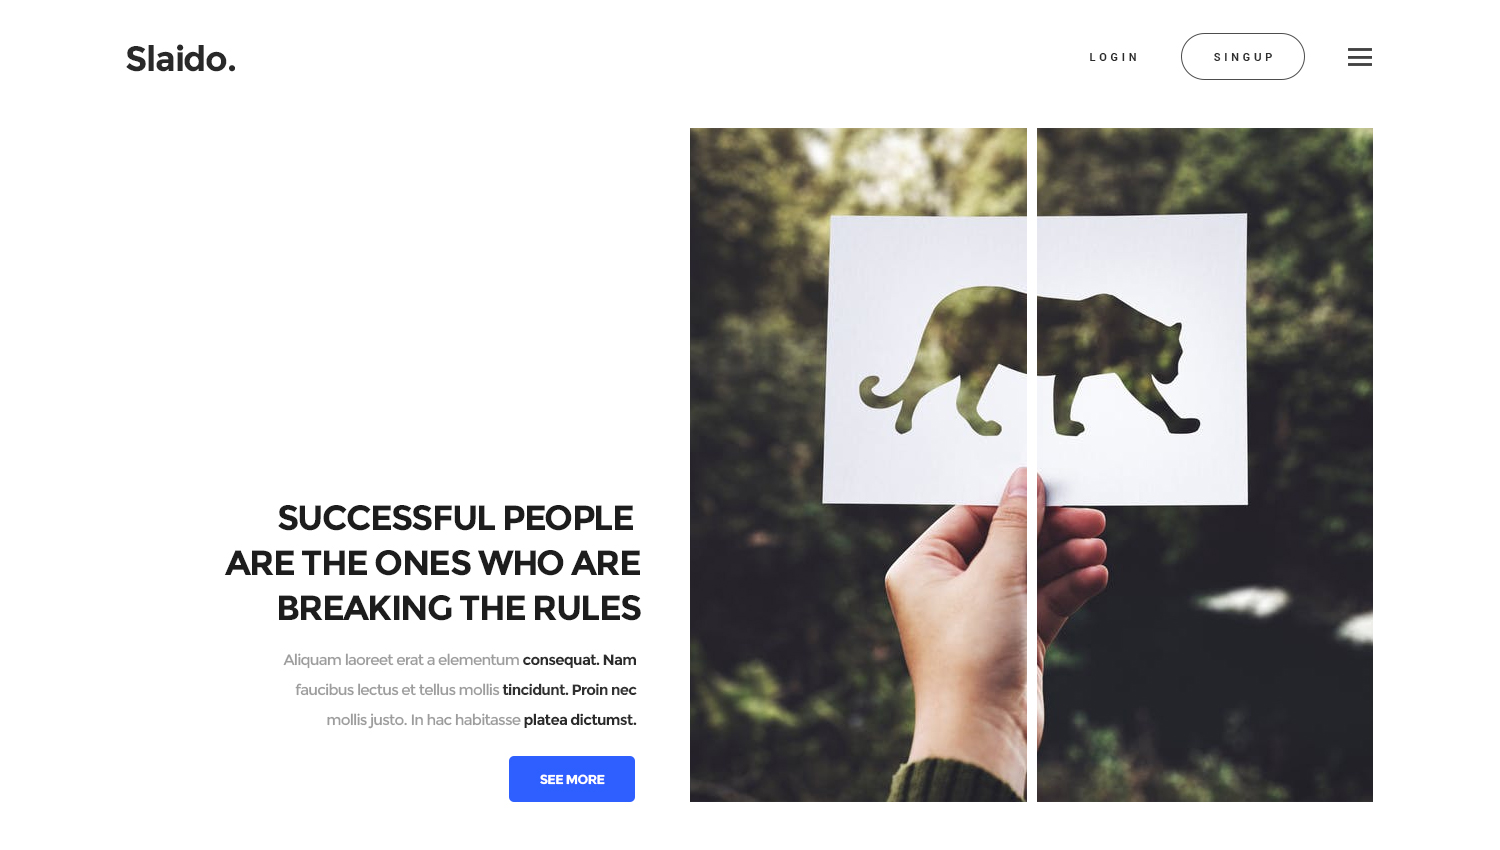 Slaido.
LOGIN
SINGUP
SUCCESSFUL PEOPLE
ARE THE ONES WHO ARE
BREAKING THE RULES
Aliquam laoreet erat a elementum consequat. Nam
faucibus lectus et tellus mollis tincidunt. Proin nec
mollis justo. In hac habitasse platea dictumst.
SEE MORE